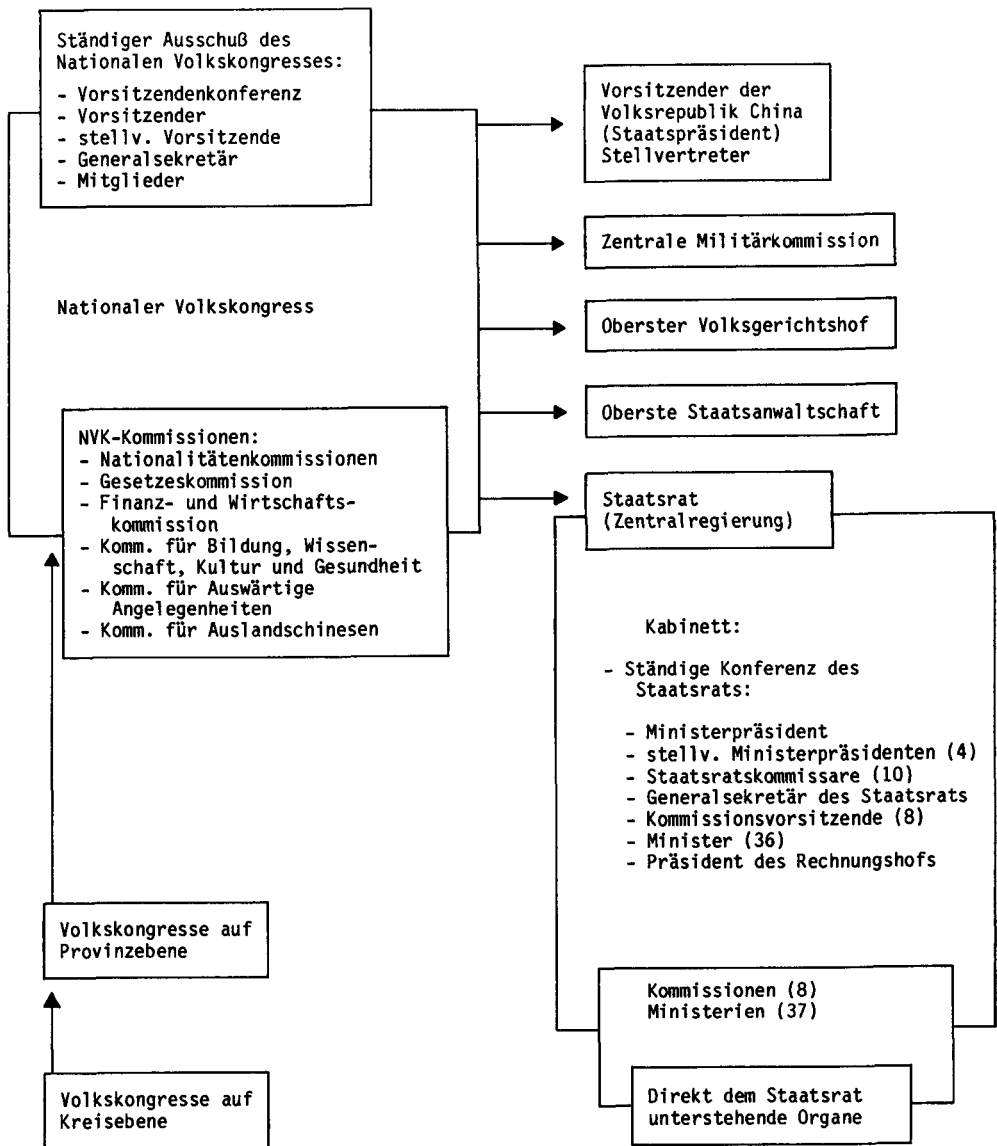 Ständiger Ausschuß des
Nationalen Volkskongresses:
- Vorsitzendenkonferenz
- Vorsitzender
- stellv. Vorsitzende
- Generalsekretär
- Mitglieder
Nationaler Volkskongress
NVK-Kommissionen:
- Nationalitätenkommissionen
- Gesetzeskommission
- Finanz- und Wirtschafts-
kommission
- Komm. für Bildung, Wissen-
schaft, Kultur und Gesundheit
- Komm. für Auswärtige
Angelegenheiten
- Komm. für Auslandschinesen
Volkskongresse auf
Provinzebene
Volkskongresse auf
Kreisebene
Vorsitzender der
Volksrepublik China
(Staatspräsident)
Stellvertreter
Zentrale Militärkommission
Oberster Volksgerichtshof
Oberste Staatsanwaltschaft
Staatsrat
(Zentralregierung)
Kabinett:
- Ständige Konferenz des
Staatsrats:
- Ministerpräsident
- stellv. Ministerpräsidenten (4)
- Staatsratskommissare (10)
- Generalsekretär des Staatsrats
- Kommissionsvorsitzende (8)
- Minister (36)
- Präsident des Rechnungshofs
Kommissionen (8)
Ministerien (37)
Direkt dem Staatsrat
unterstehende Organe